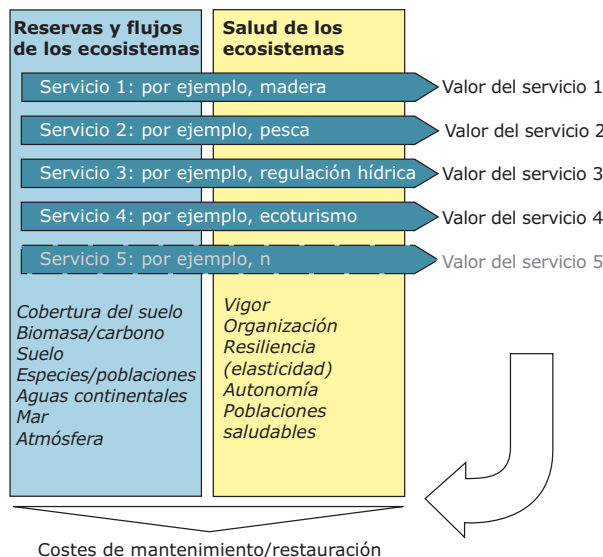 Reservas y flujos
de los ecosistemas
Salud de los
ecosistemas
Servicio 1: por ejemplo, madera
Valor del servicio 1
Servicio 2: por ejemplo, pesca
Valor del servicio 2
Servicio 3: por ejemplo, regulación hídrica
Valor del servicio 3
Servicio 4: por ejemplo, ecoturismo
Valor del servicio 4
Servicio 5: por ejemplo, n
Valor del servicio 5
Cobertura del suelo
Biomasa/carbono
Suelo
Especies/poblaciones
Aguas continentales
Mar
Atmósfera
Vigor
Organización
Resiliencia
(elasticidad)
Autonomía
Poblaciones
saludables
Costes de mantenimiento/restauración